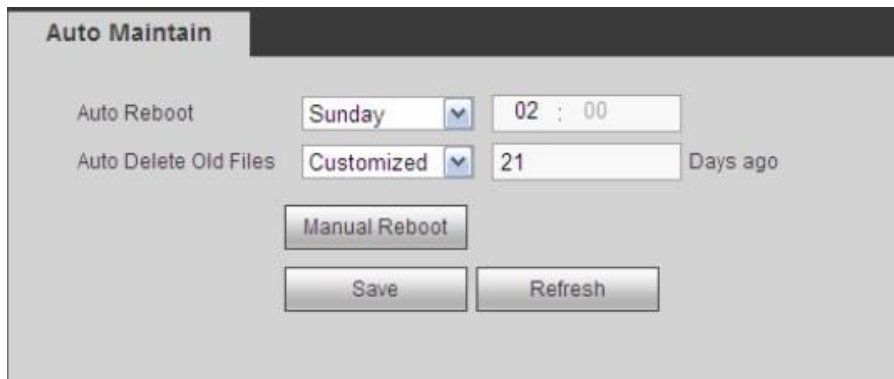 Auto Maintain
Auto Reboot Sunday 02 : 00
Auto Delete Old Files Customized 21 Days ago
Manual Reboot
Save Refresh